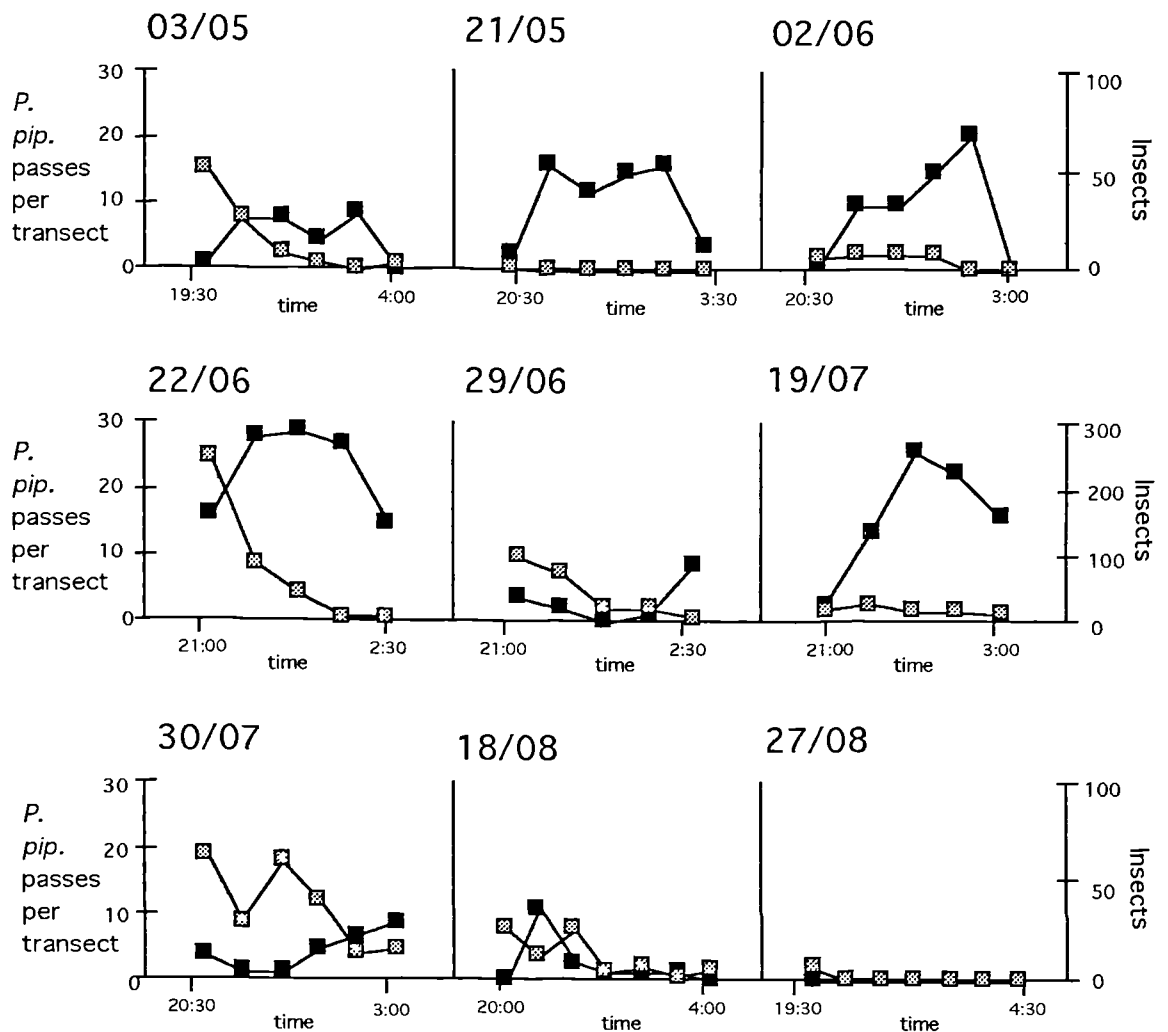 03/05
21/05
02/06
P.
pip.
passes
per
transect
30
20
10
0
100
50
0
Insects
19:30
time
4:00
20:30
time
3:30
20:30
time
3:00
22/06
29/06
19/07
P.
pip.
passes
per
transect
30
20
10
0
300
200
100
0
Insects
21:00
time
2:30
21:00
time
2:30
21:00
time
3:00
30/07
18/08
27/08
P.
pip.
passes
per
transect
30
20
10
0
100
50
0
Insects
20:30
time
3:00
20:00
time
4:00
19:30
time
4:30